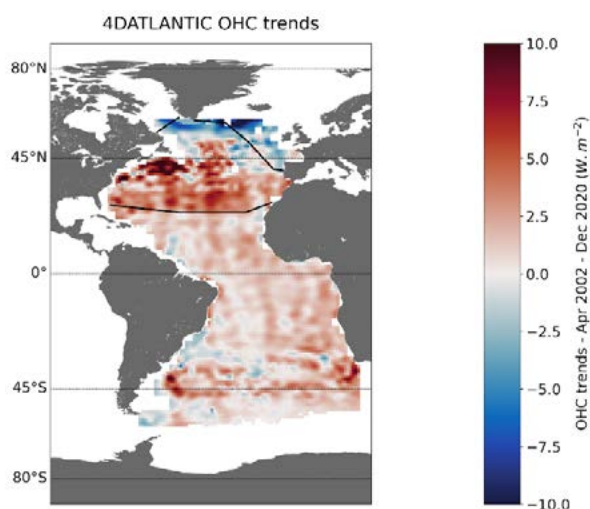 4DATLANTIC OHC trends
80°N
45°N
0°
45°S
80°S
10.0
7.5
5.0
2.5
0.0
−2.5
−5.0
−7.5
−10.0
OHC trends - Apr 2002 - Dec 2020 (W.m⁻²)